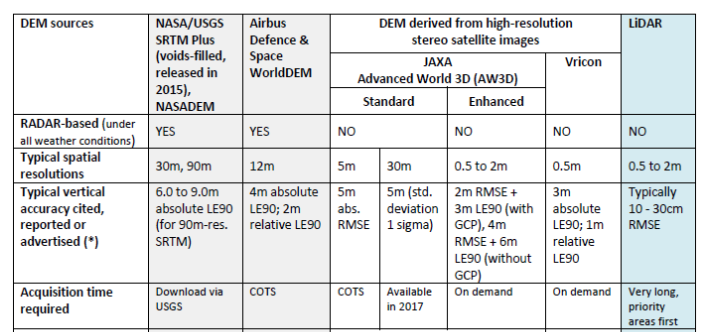 DEM sources
NASA/USGS
SRTM Plus
(voids-filled,
released in
2015),
NASADEM
Airbus
Defence &
Space
WorldDEM
DEM derived from high-resolution
stereo satellite images
JAXA
Advanced World 3D (AW3D)
Standard
Enhanced
Vricon
LiDAR
RADAR-based (under
all weather conditions)
YES
YES
NO
NO
NO
NO
Typical spatial
resolutions
30m, 90m
12m
5m
30m
0.5 to 2m
0.5m
0.5 to 2m
Typical vertical
accuracy cited,
reported or
advertised (*)
6.0 to 9.0m
absolute LE90
(for 90m-res.
SRTM)
4m absolute
LE90; 2m
relative LE90
5m
abs.
RMSE
5m (std.
deviation
1 sigma)
2m RMSE +
3m LE90 (with
GCP), 4m
RMSE + 6m
LE90 (without
GCP)
3m
absolute
LE90; 1m
relative
LE90
Typically
10 - 30cm
RMSE
Acquisition time
required
Download via
USGS
COTS
COTS
Available
in 2017
On demand
On demand
Very long,
priority
areas first